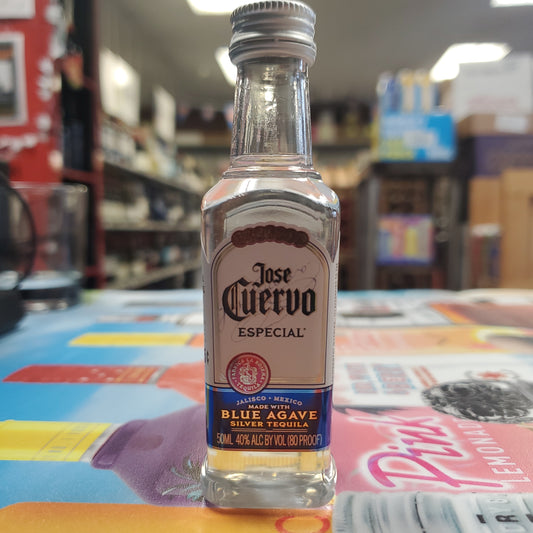 Jose
Cuervo
ESPECIAL
JALISCO • MEXICO
MADE WITH
BLUE AGAVE
SILVER TEQUILA
50ML 40% ALC BY VOL (80 PROOF)
Pink
LEMONADE